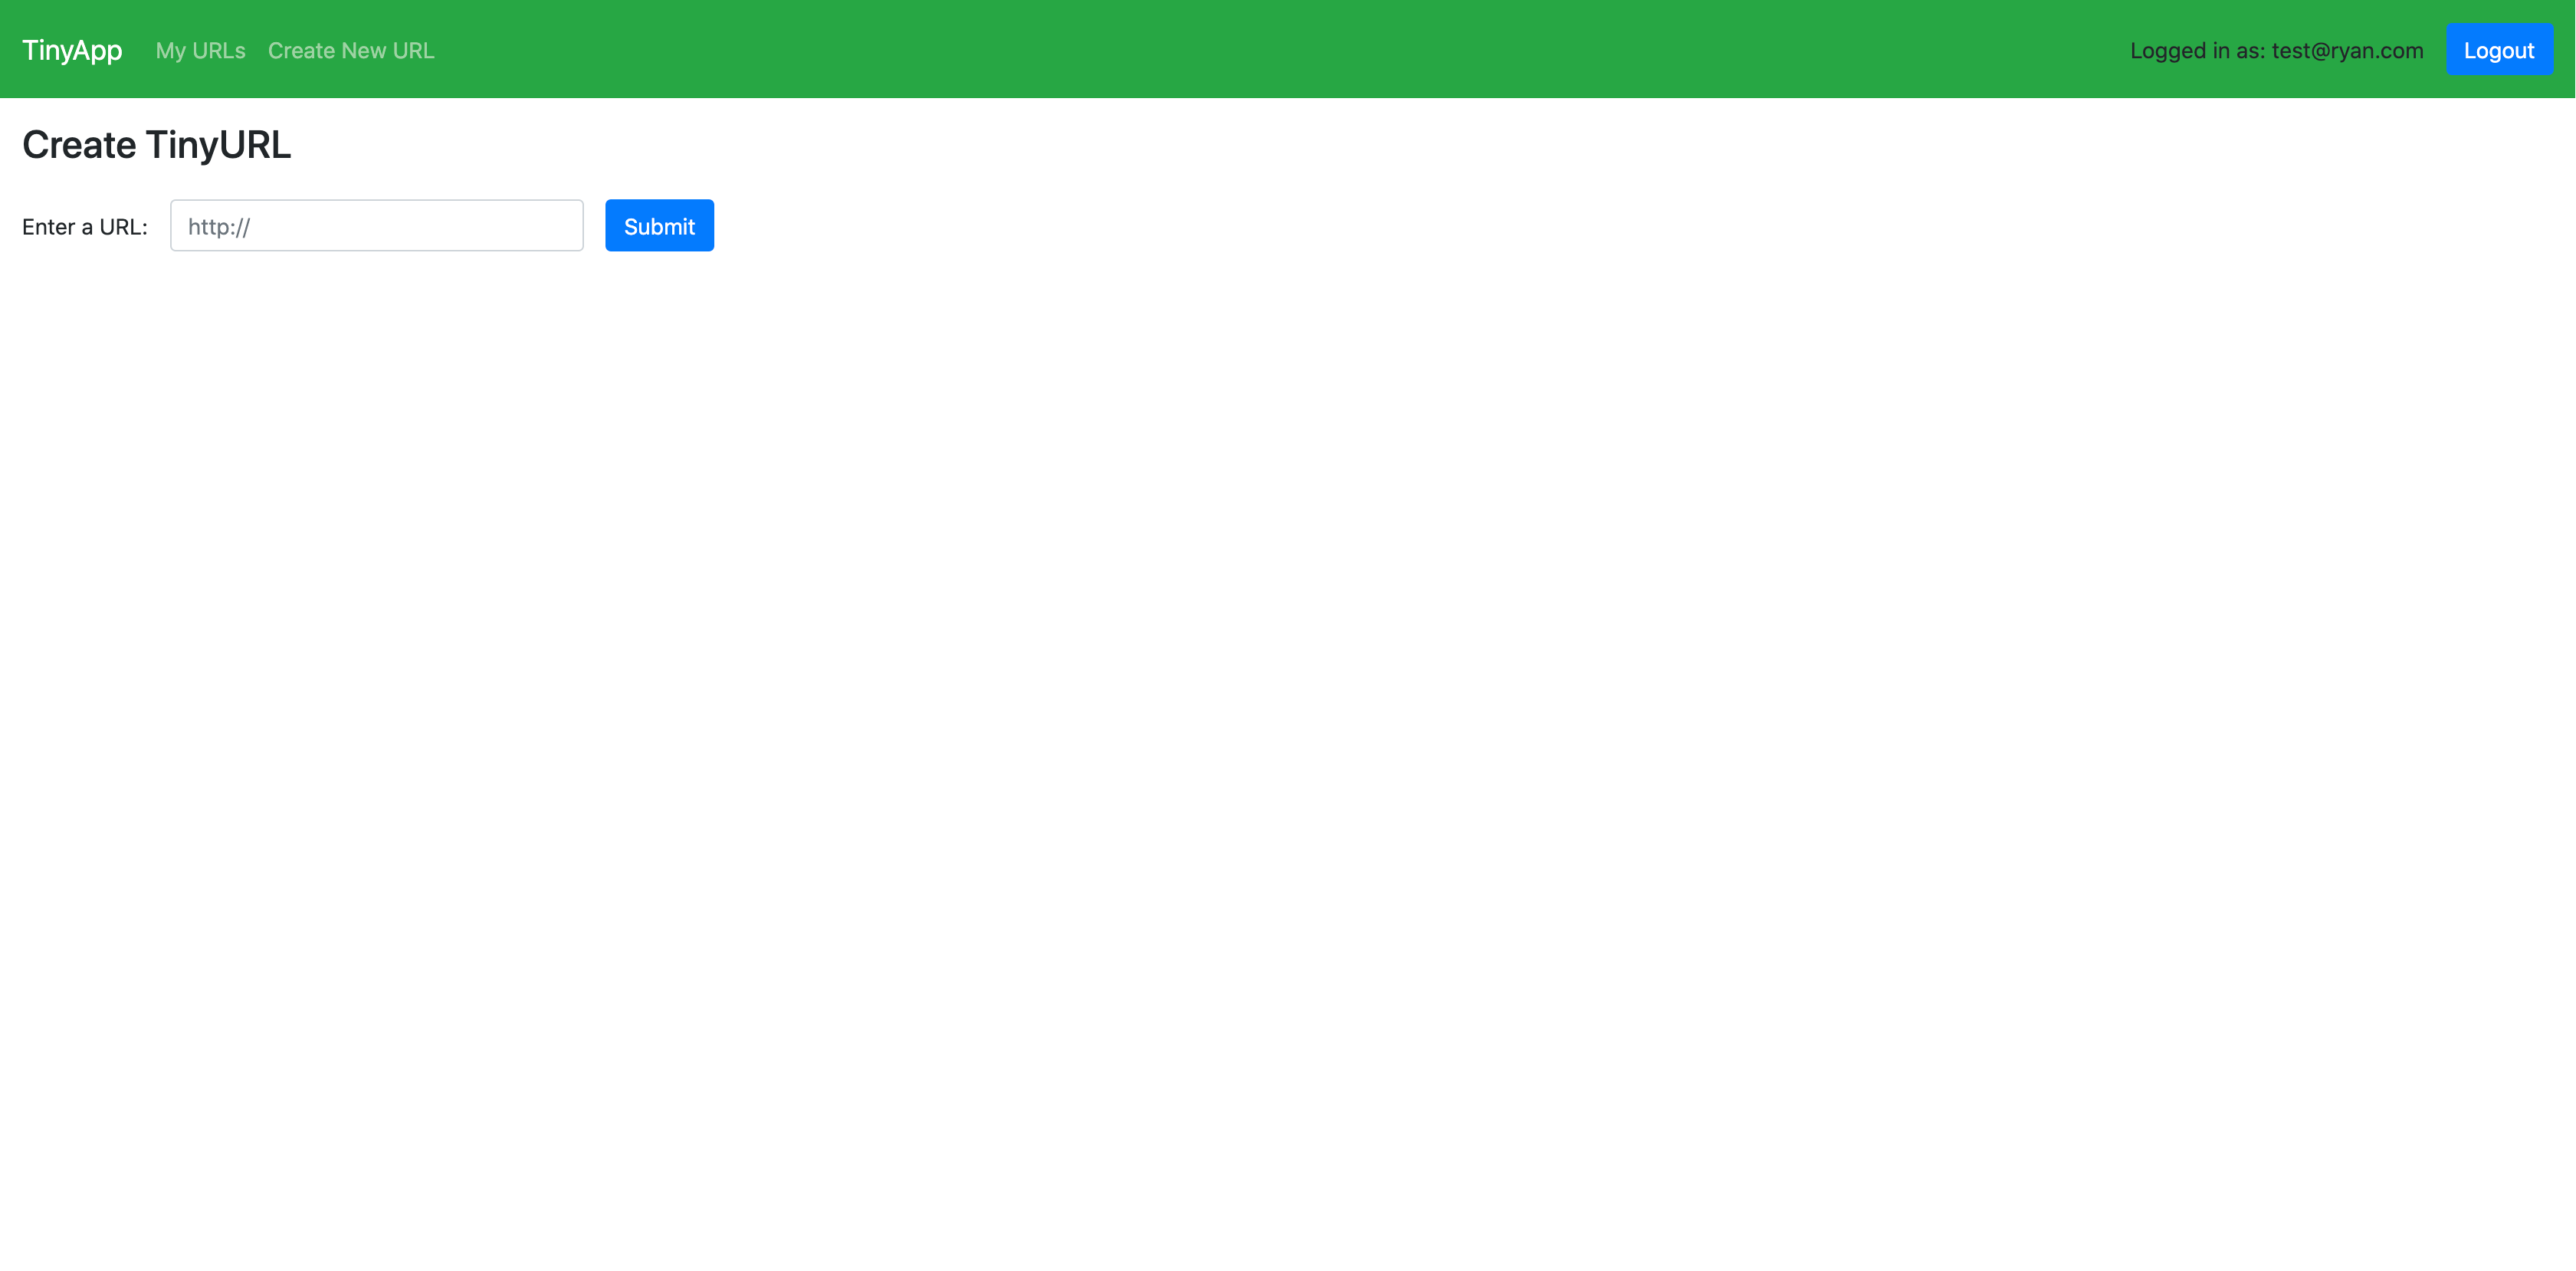 TinyApp My URLs Create New URL Logged in as: test@ryan.com Logout
Create TinyURL
Enter a URL: http:// Submit